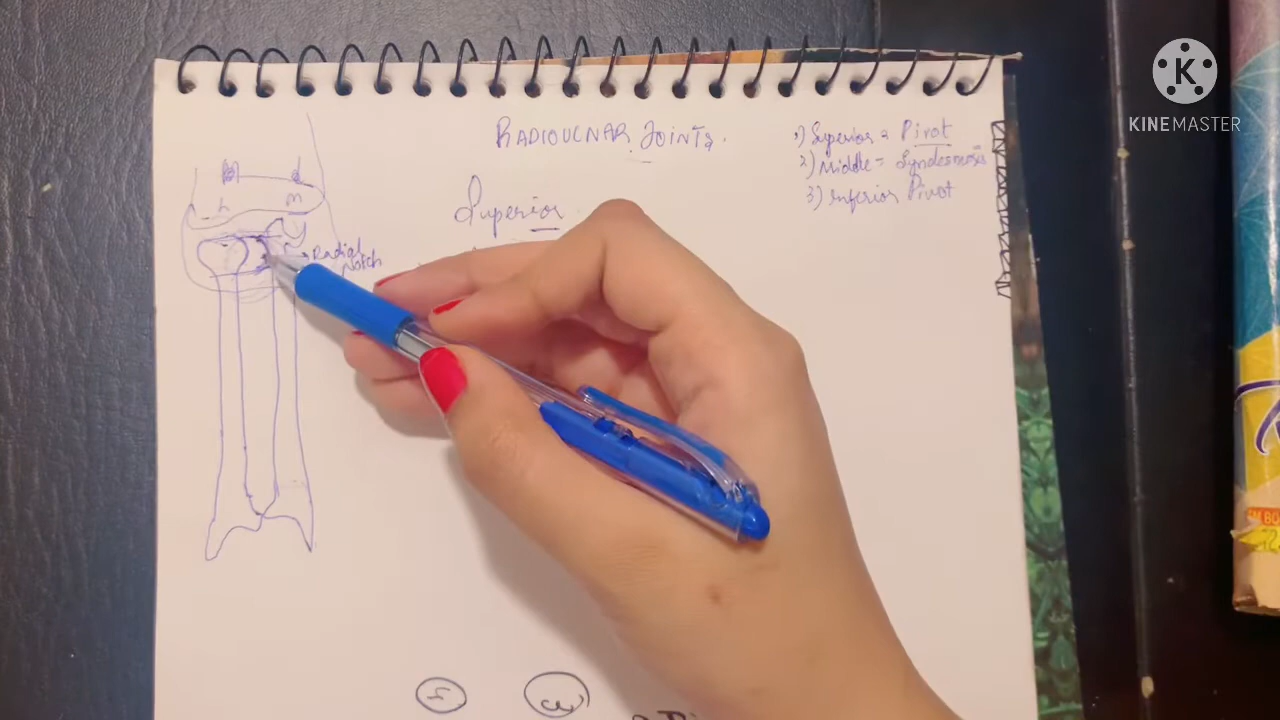 RADIOULNAR JOINTS.
1) Superior = Pivot
2) Middle = Syndesmosis
3) Inferior Pivot
Superior
Radial
Notch
KINEMASTER